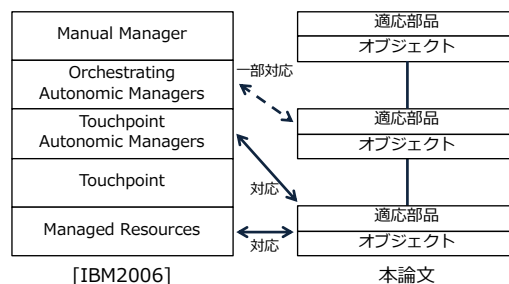 Manual Manager
Orchestrating
Autonomic Managers
Touchpoint
Autonomic Managers
Touchpoint
Managed Resources
[IBM2006]
一部対応
対応
対応
適応部品
オブジェクト
適応部品
オブジェクト
適応部品
オブジェクト
本論文